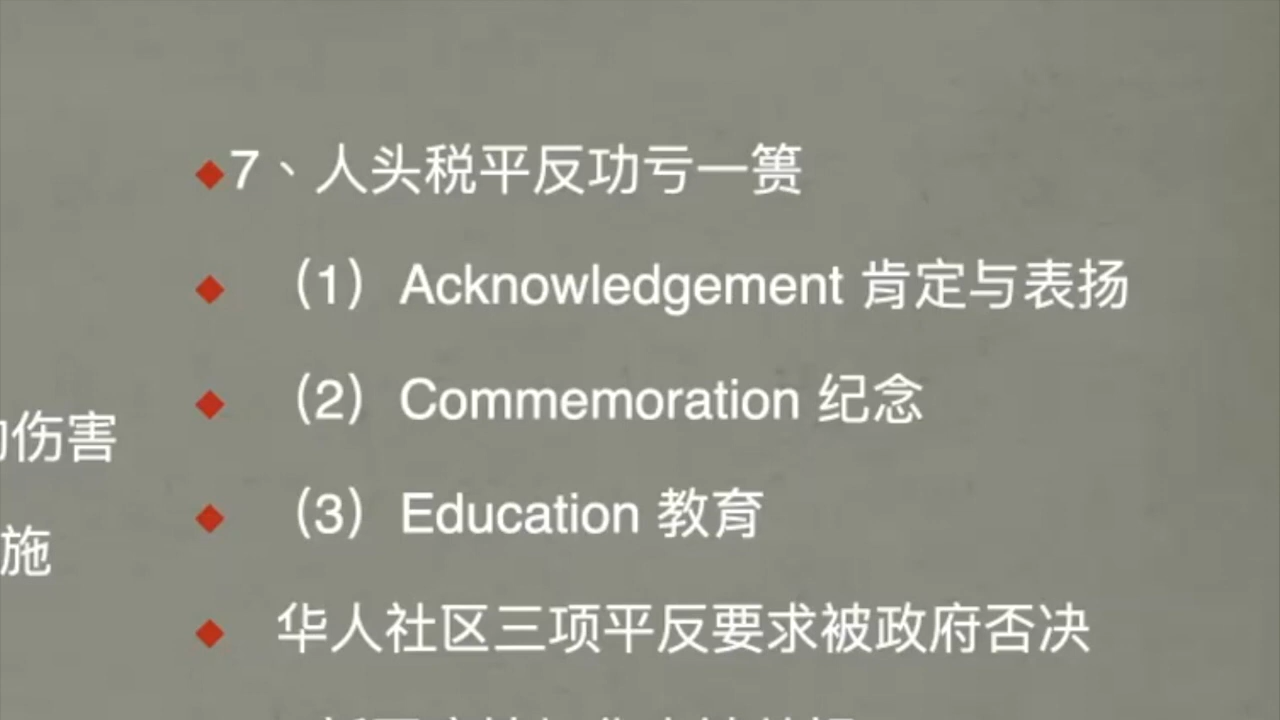 7、人头税平反功亏一篑
（1）Acknowledgement 肯定与表扬
（2）Commemoration 纪念
伤害
（3）Education 教育
施
华人社区三项平反要求被政府否决